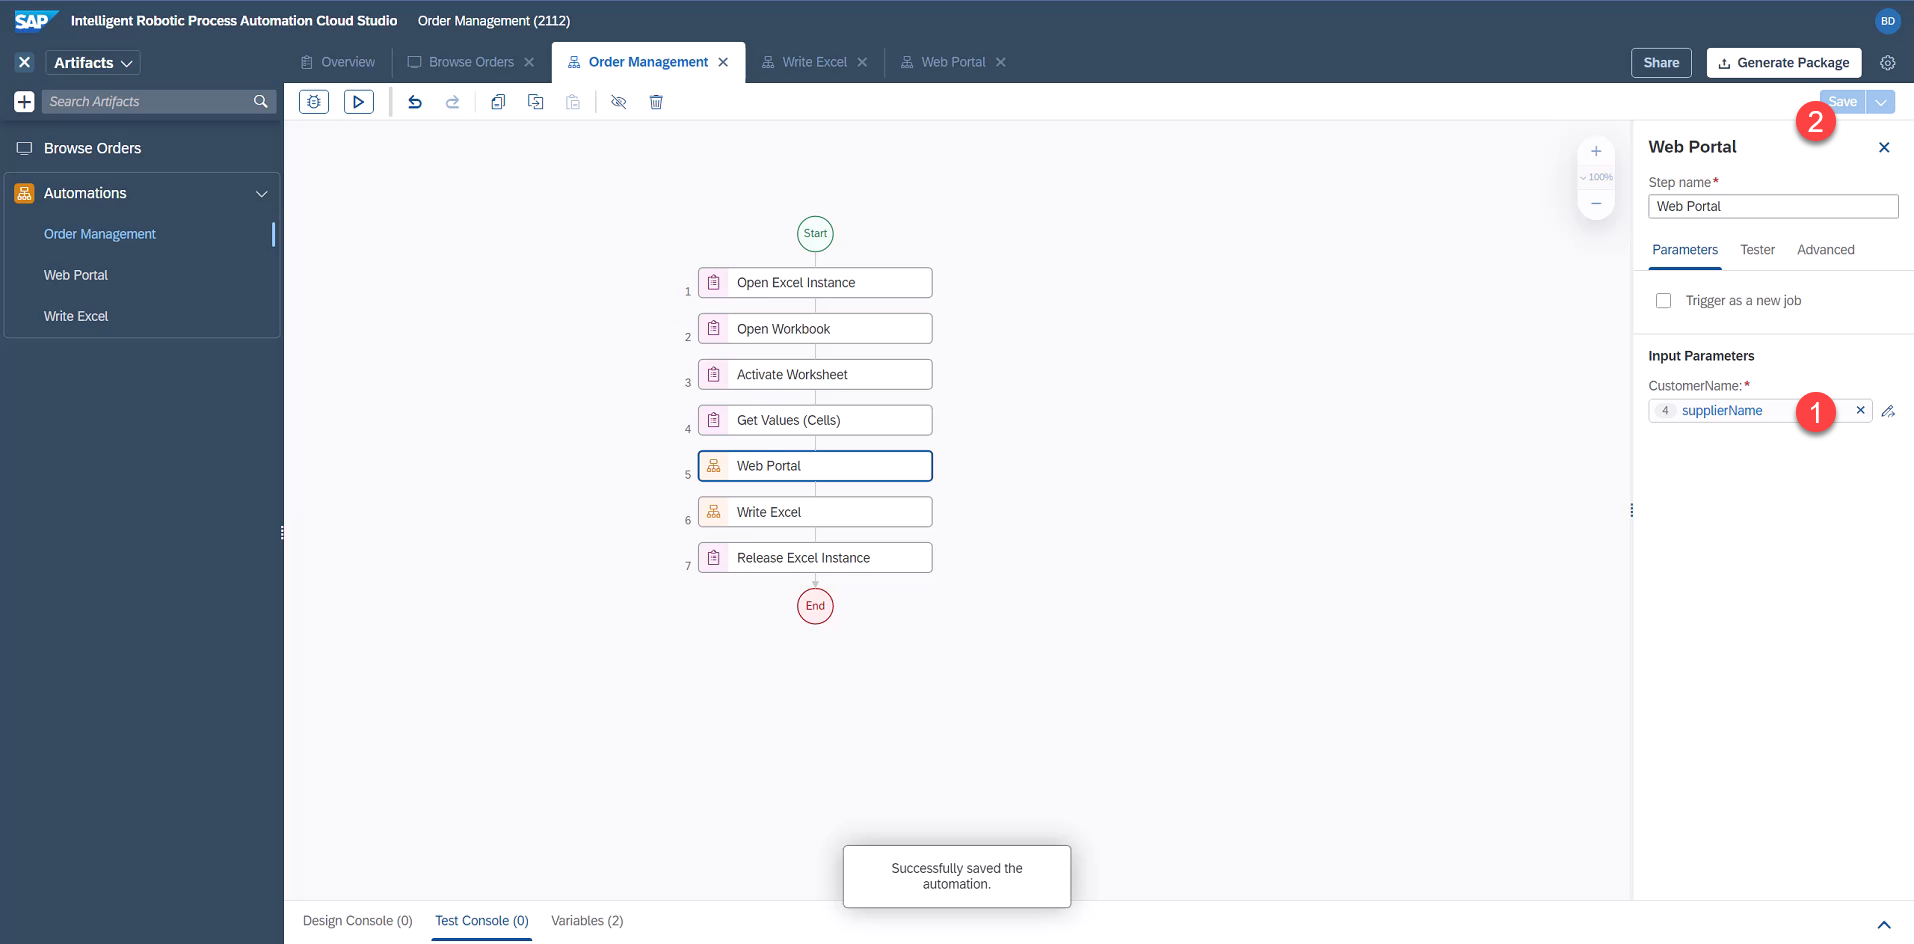 SAP Intelligent Robotic Process Automation Cloud Studio Order Management (2112) BD
Artifacts Overview Browse Orders Order Management Write Excel Web Portal Share Generate Package
Search Artifacts Save
2
Browse Orders
Automations
Order Management
Web Portal
Write Excel
100%
Start
1 Open Excel Instance
2 Open Workbook
3 Activate Worksheet
4 Get Values (Cells)
5 Web Portal
6 Write Excel
7 Release Excel Instance
End
Web Portal
Step name*
Web Portal
Parameters Tester Advanced
Trigger as a new job
Input Parameters
CustomerName:*
4 supplierName
1
Successfully saved the
automation.
Design Console (0) Test Console (0) Variables (2)